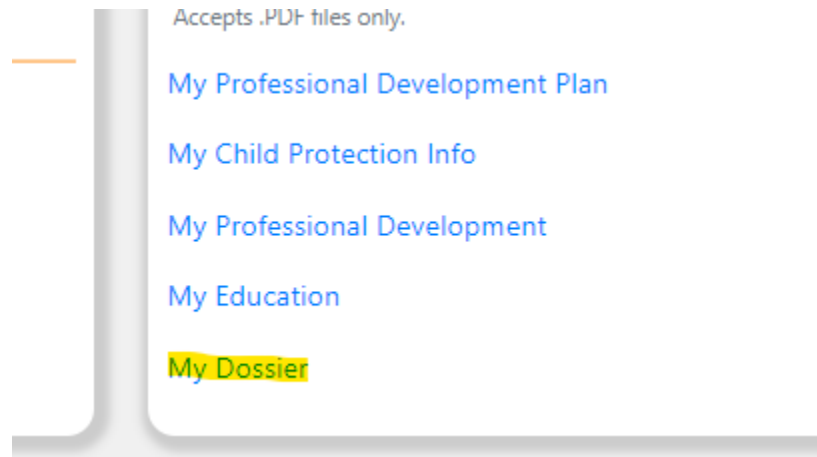 Accepts .PDF files only.
My Professional Development Plan
My Child Protection Info
My Professional Development
My Education
My Dossier